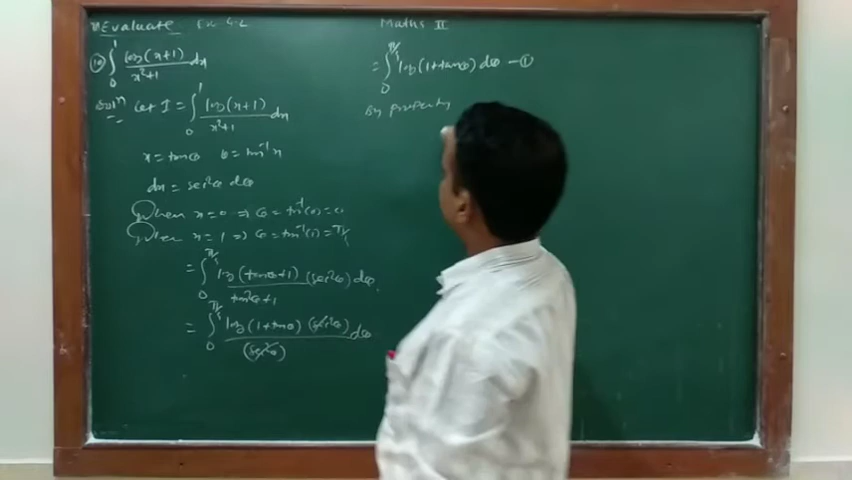 Evaluate Ex 4.2
Maths II
10) ∫₀¹ log(x+1)/(x²+1) dx
Solⁿ Let I = ∫₀¹ log(x+1)/(x²+1) dx
x = tanθ θ = tan⁻¹x
dx = sec²θ dθ
When x=0 ⇒ θ = tan⁻¹(0) = 0
When x=1 ⇒ θ = tan⁻¹(1) = π/4
= ∫₀^π/4 log(tanθ+1)/(tan²θ+1) (sec²θ) dθ
= ∫₀^π/4 log(1+tanθ) (sec²θ)/(sec²θ) dθ
= ∫₀^π/4 log(1+tanθ) dθ —①
By property